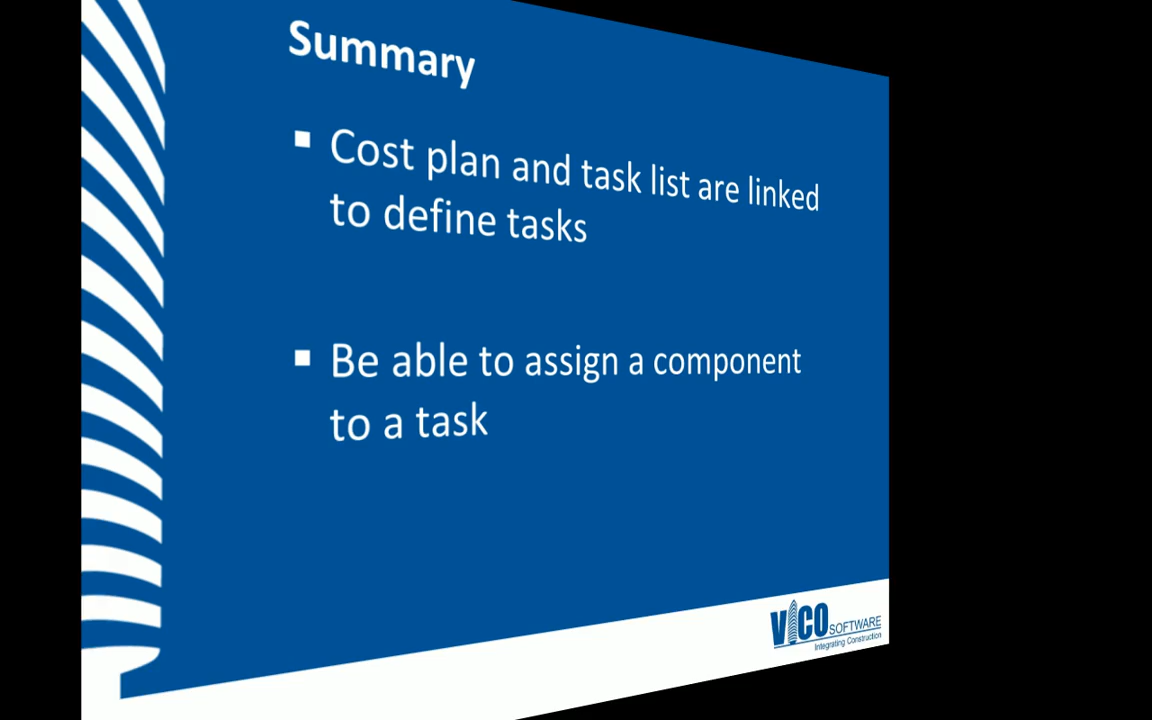 Summary
▪ Cost plan and task list are linked
to define tasks
▪ Be able to assign a component
to a task
VICO SOFTWARE
Integrating Construction